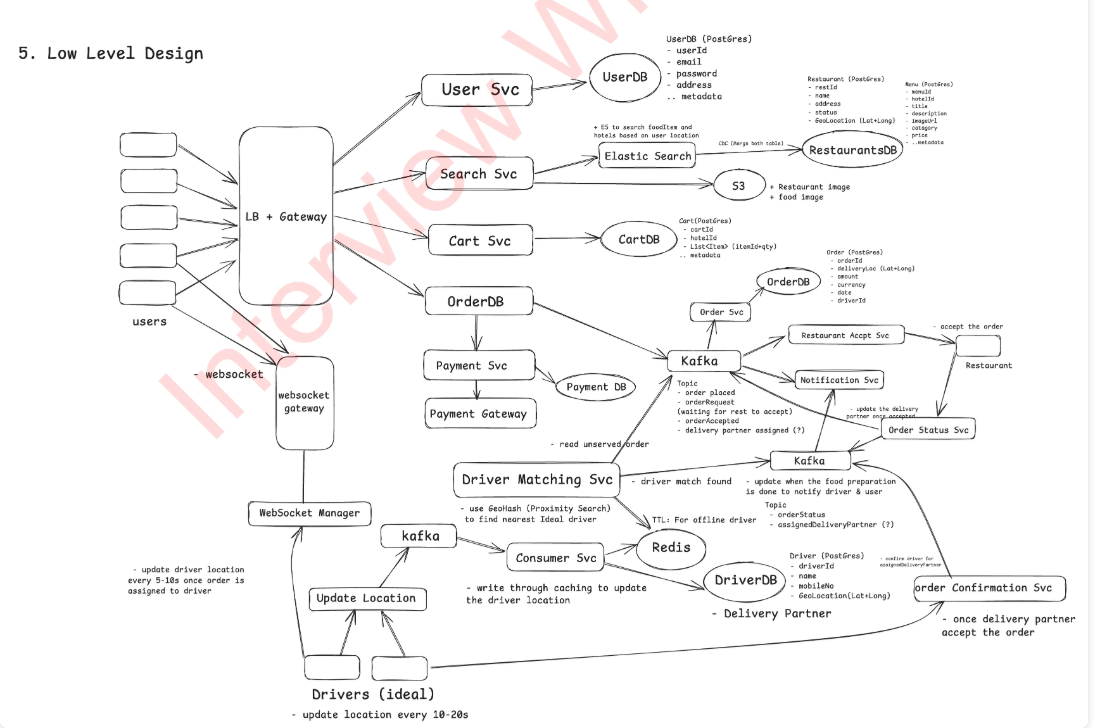 5. Low Level Design
Interview
users
LB + Gateway
- websocket
websocket
gateway
WebSocket Manager
User Svc
UserDB
UserDB (PostGres)
- userId
- email
- password
- address
.. metadata
Search Svc
+ ES to search foodItem and
hotels based on user location
Elastic Search
CDC (Merge both table)
RestaurantsDB
Restaurant (PostGres)
- restId
- name
- address
- status
- GeoLocation (Lat+Long)
Menu (PostGres)
- menuId
- hotelId
- title
- description
- imageUrl
- category
- price
- ..metadata
S3
+ Restaurant image
+ food image
Cart Svc
CartDB
Cart(PostGres)
- cartId
- hotelId
- List<Item> (itemId+qty)
.. metadata
OrderDB
Payment Svc
Payment DB
Payment Gateway
Order Svc
OrderDB
Order (PostGres)
- orderId
- deliveryLoc (Lat+Long)
- amount
- currency
- date
- driverId
Kafka
Topic
- order placed
- orderRequest
(waiting for rest to accept)
- orderAccepted
- delivery partner assigned (?)
Restaurant Accpt Svc
- accept the order
Restaurant
Notification Svc
- update the delivery
partner once accepted
Order Status Svc
- read unserved order
Driver Matching Svc
- driver match found
- use GeoHash (Proximity Search)
to find nearest Ideal driver
Kafka
- update when the food preparation
is done to notify driver & user
Topic
- orderStatus
- assignedDeliveryPartner (?)
TTL: For offline driver
Redis
kafka
Consumer Svc
- write through caching to update
the driver location
DriverDB
- Delivery Partner
Driver (PostGres)
- driverId
- name
- mobileNo
- GeoLocation(Lat+Long)
- confirm driver for
assignedDeliveryPartner
order Confirmation Svc
- once delivery partner
accept the order
- update driver location
every 5-10s once order is
assigned to driver
Update Location
Drivers (ideal)
- update location every 10-20s